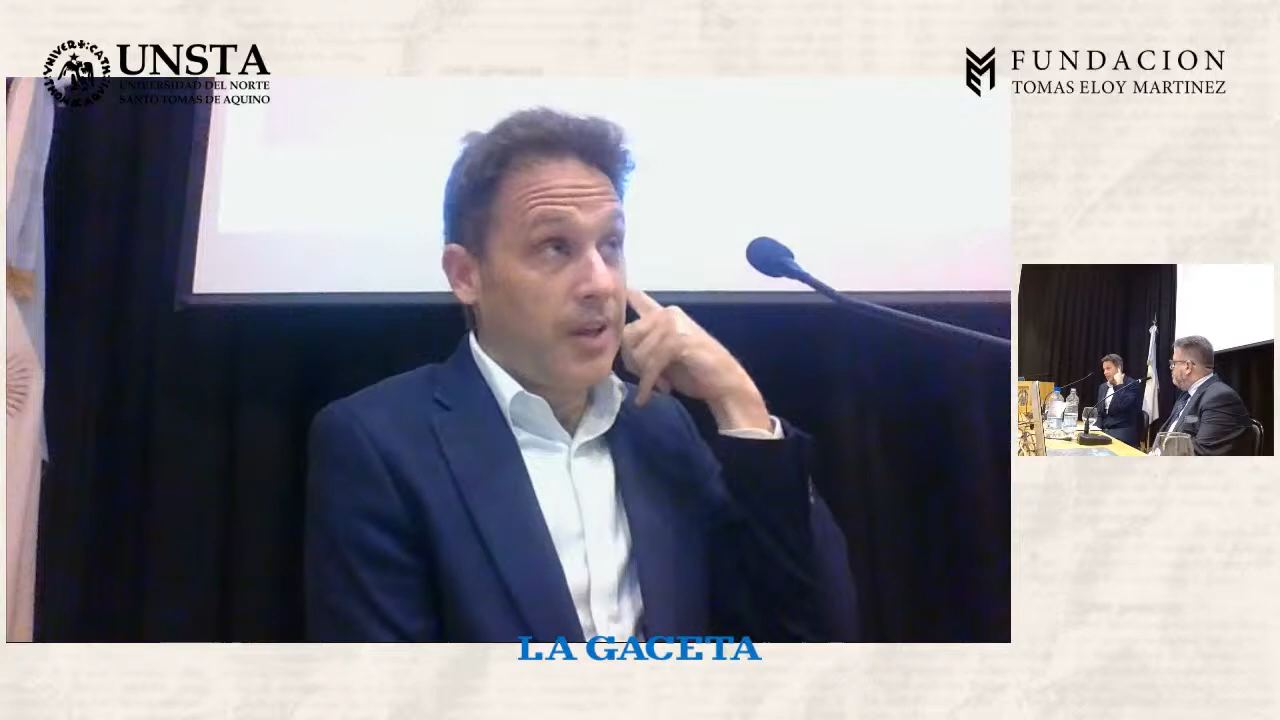 UNSTA
UNIVERSIDAD DEL NORTE
SANTO TOMÁS DE AQUINO
FUNDACION
TOMAS ELOY MARTINEZ
LA GACETA